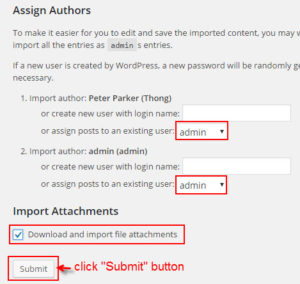 Assign Authors
To make it easier for you to edit and save the imported content, you may w
import all the entries as admin s entries.
If a new user is created by WordPress, a new password will be randomly ge
necessary.
1. Import author: Peter Parker (Thong)
or create new user with login name:
or assign posts to an existing user: admin
2. Import author: admin (admin)
or create new user with login name:
or assign posts to an existing user: admin
Import Attachments
Download and import file attachments
Submit click "Submit" button